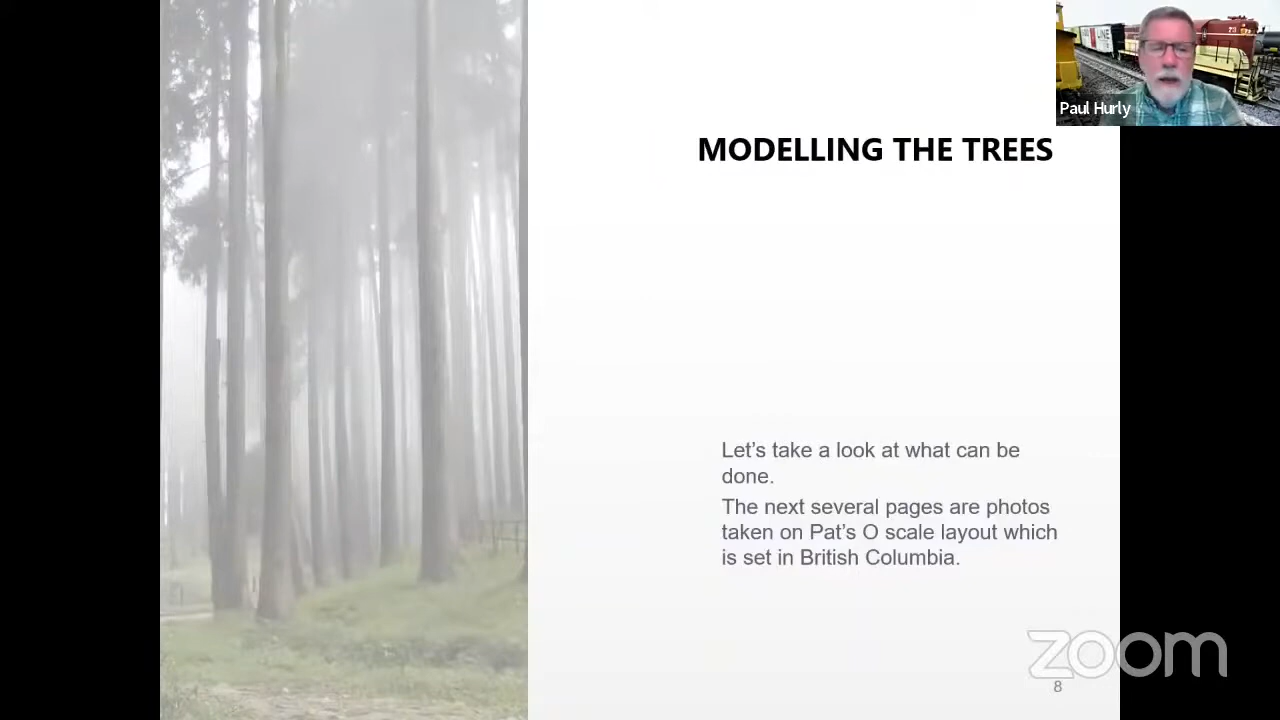 Paul Hurly
MODELLING THE TREES
Let's take a look at what can be
done.
The next several pages are photos
taken on Pat's O scale layout which
is set in British Columbia.
zoom
8